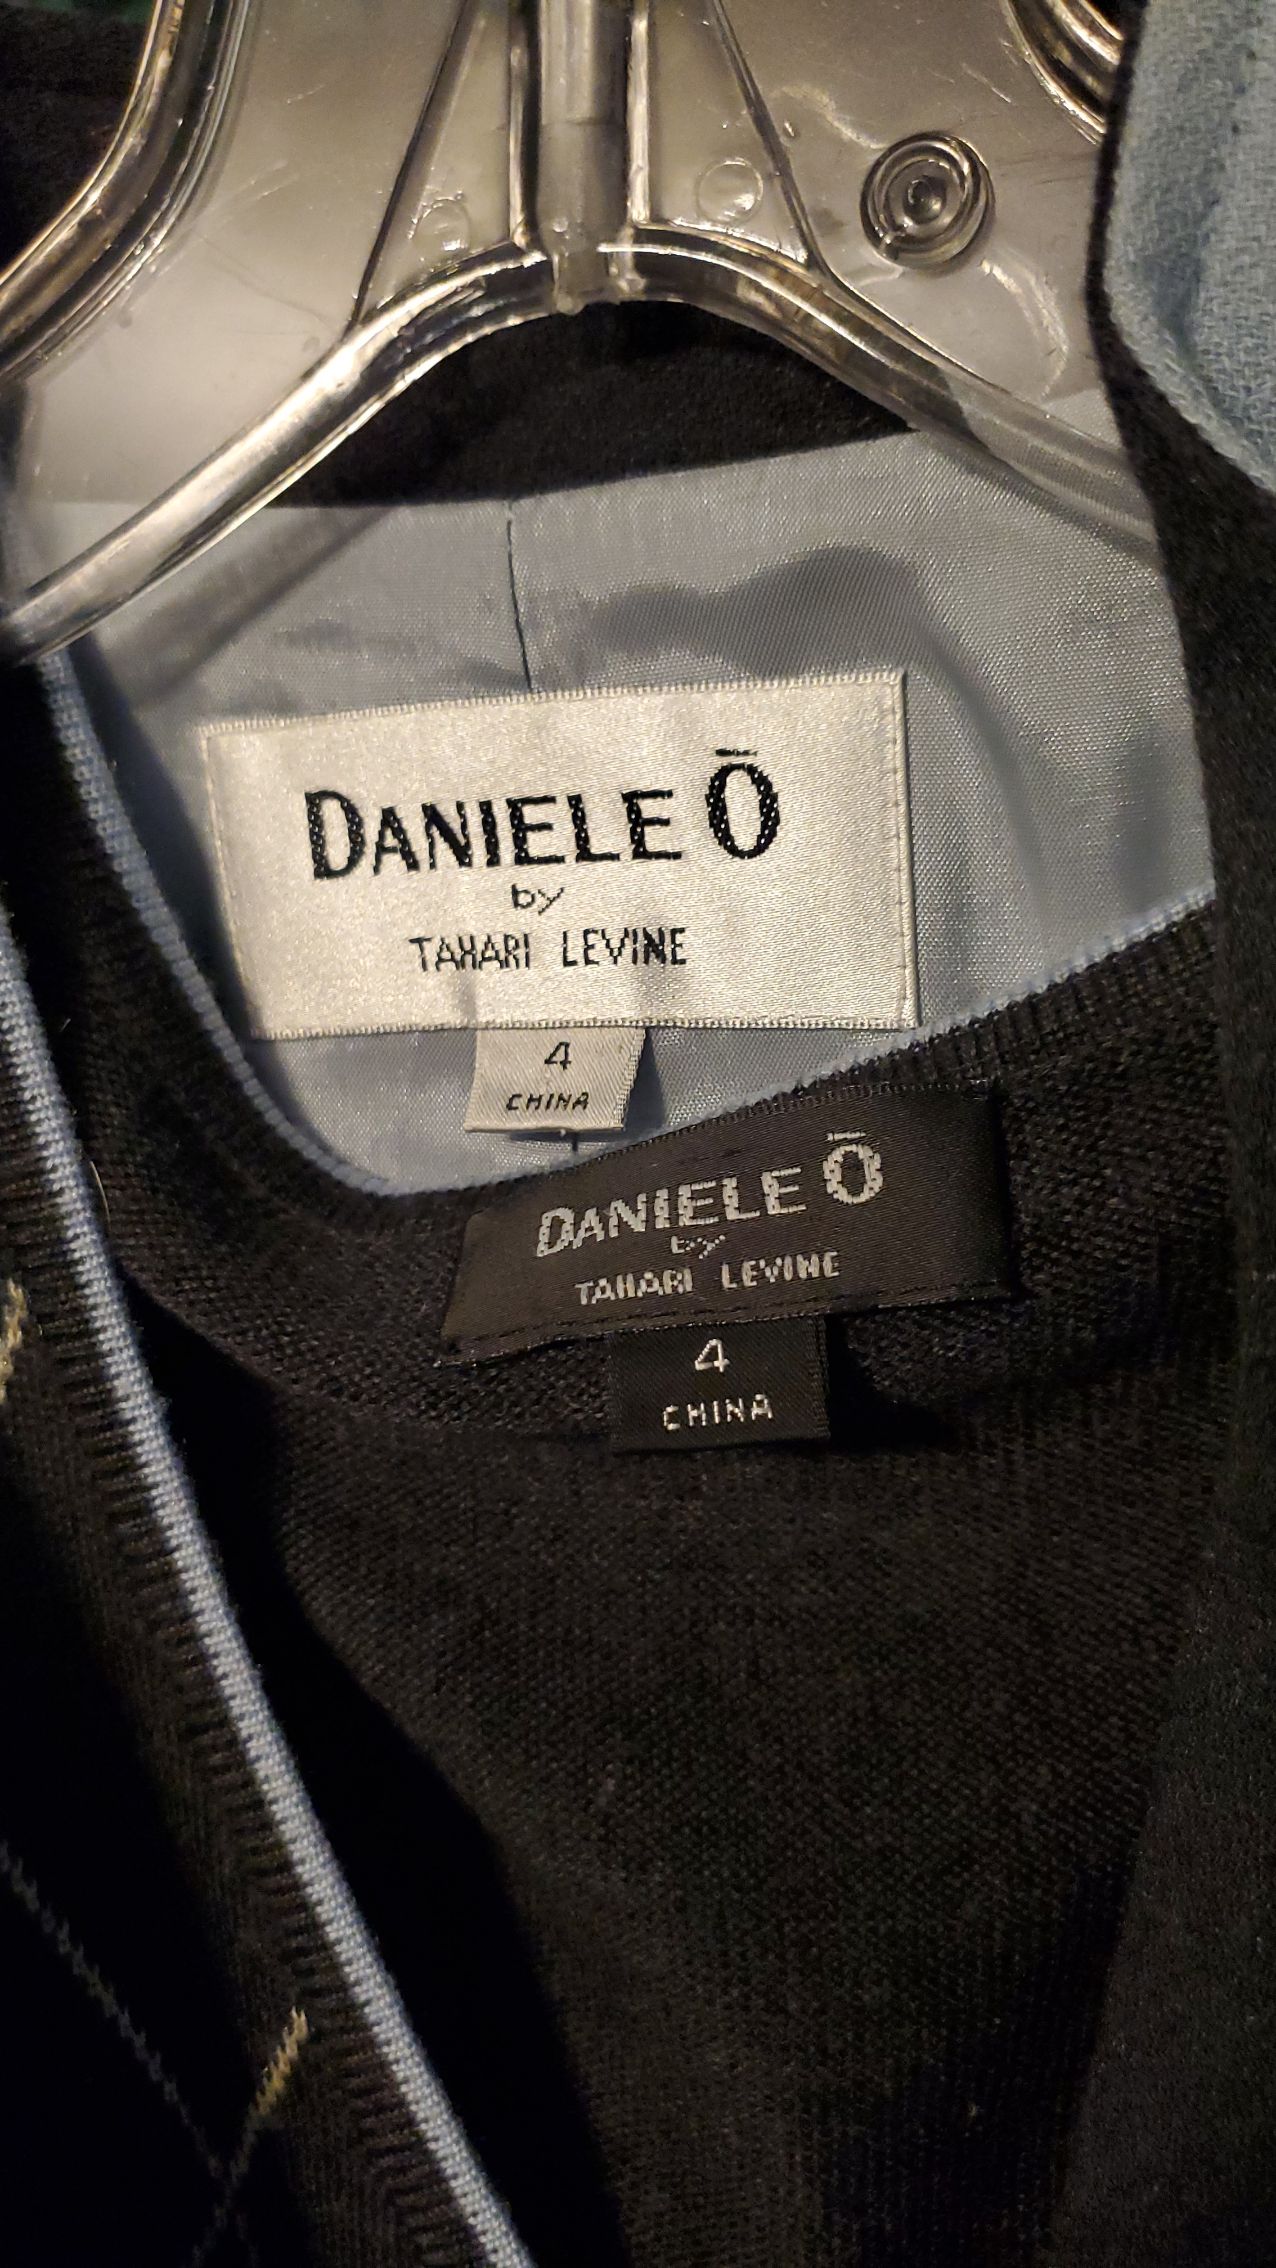 DANIELE Ō
by
TAHARI LEVINE
4
CHINA
DANIELE Ō
by
TAHARI LEVINE
4
CHINA